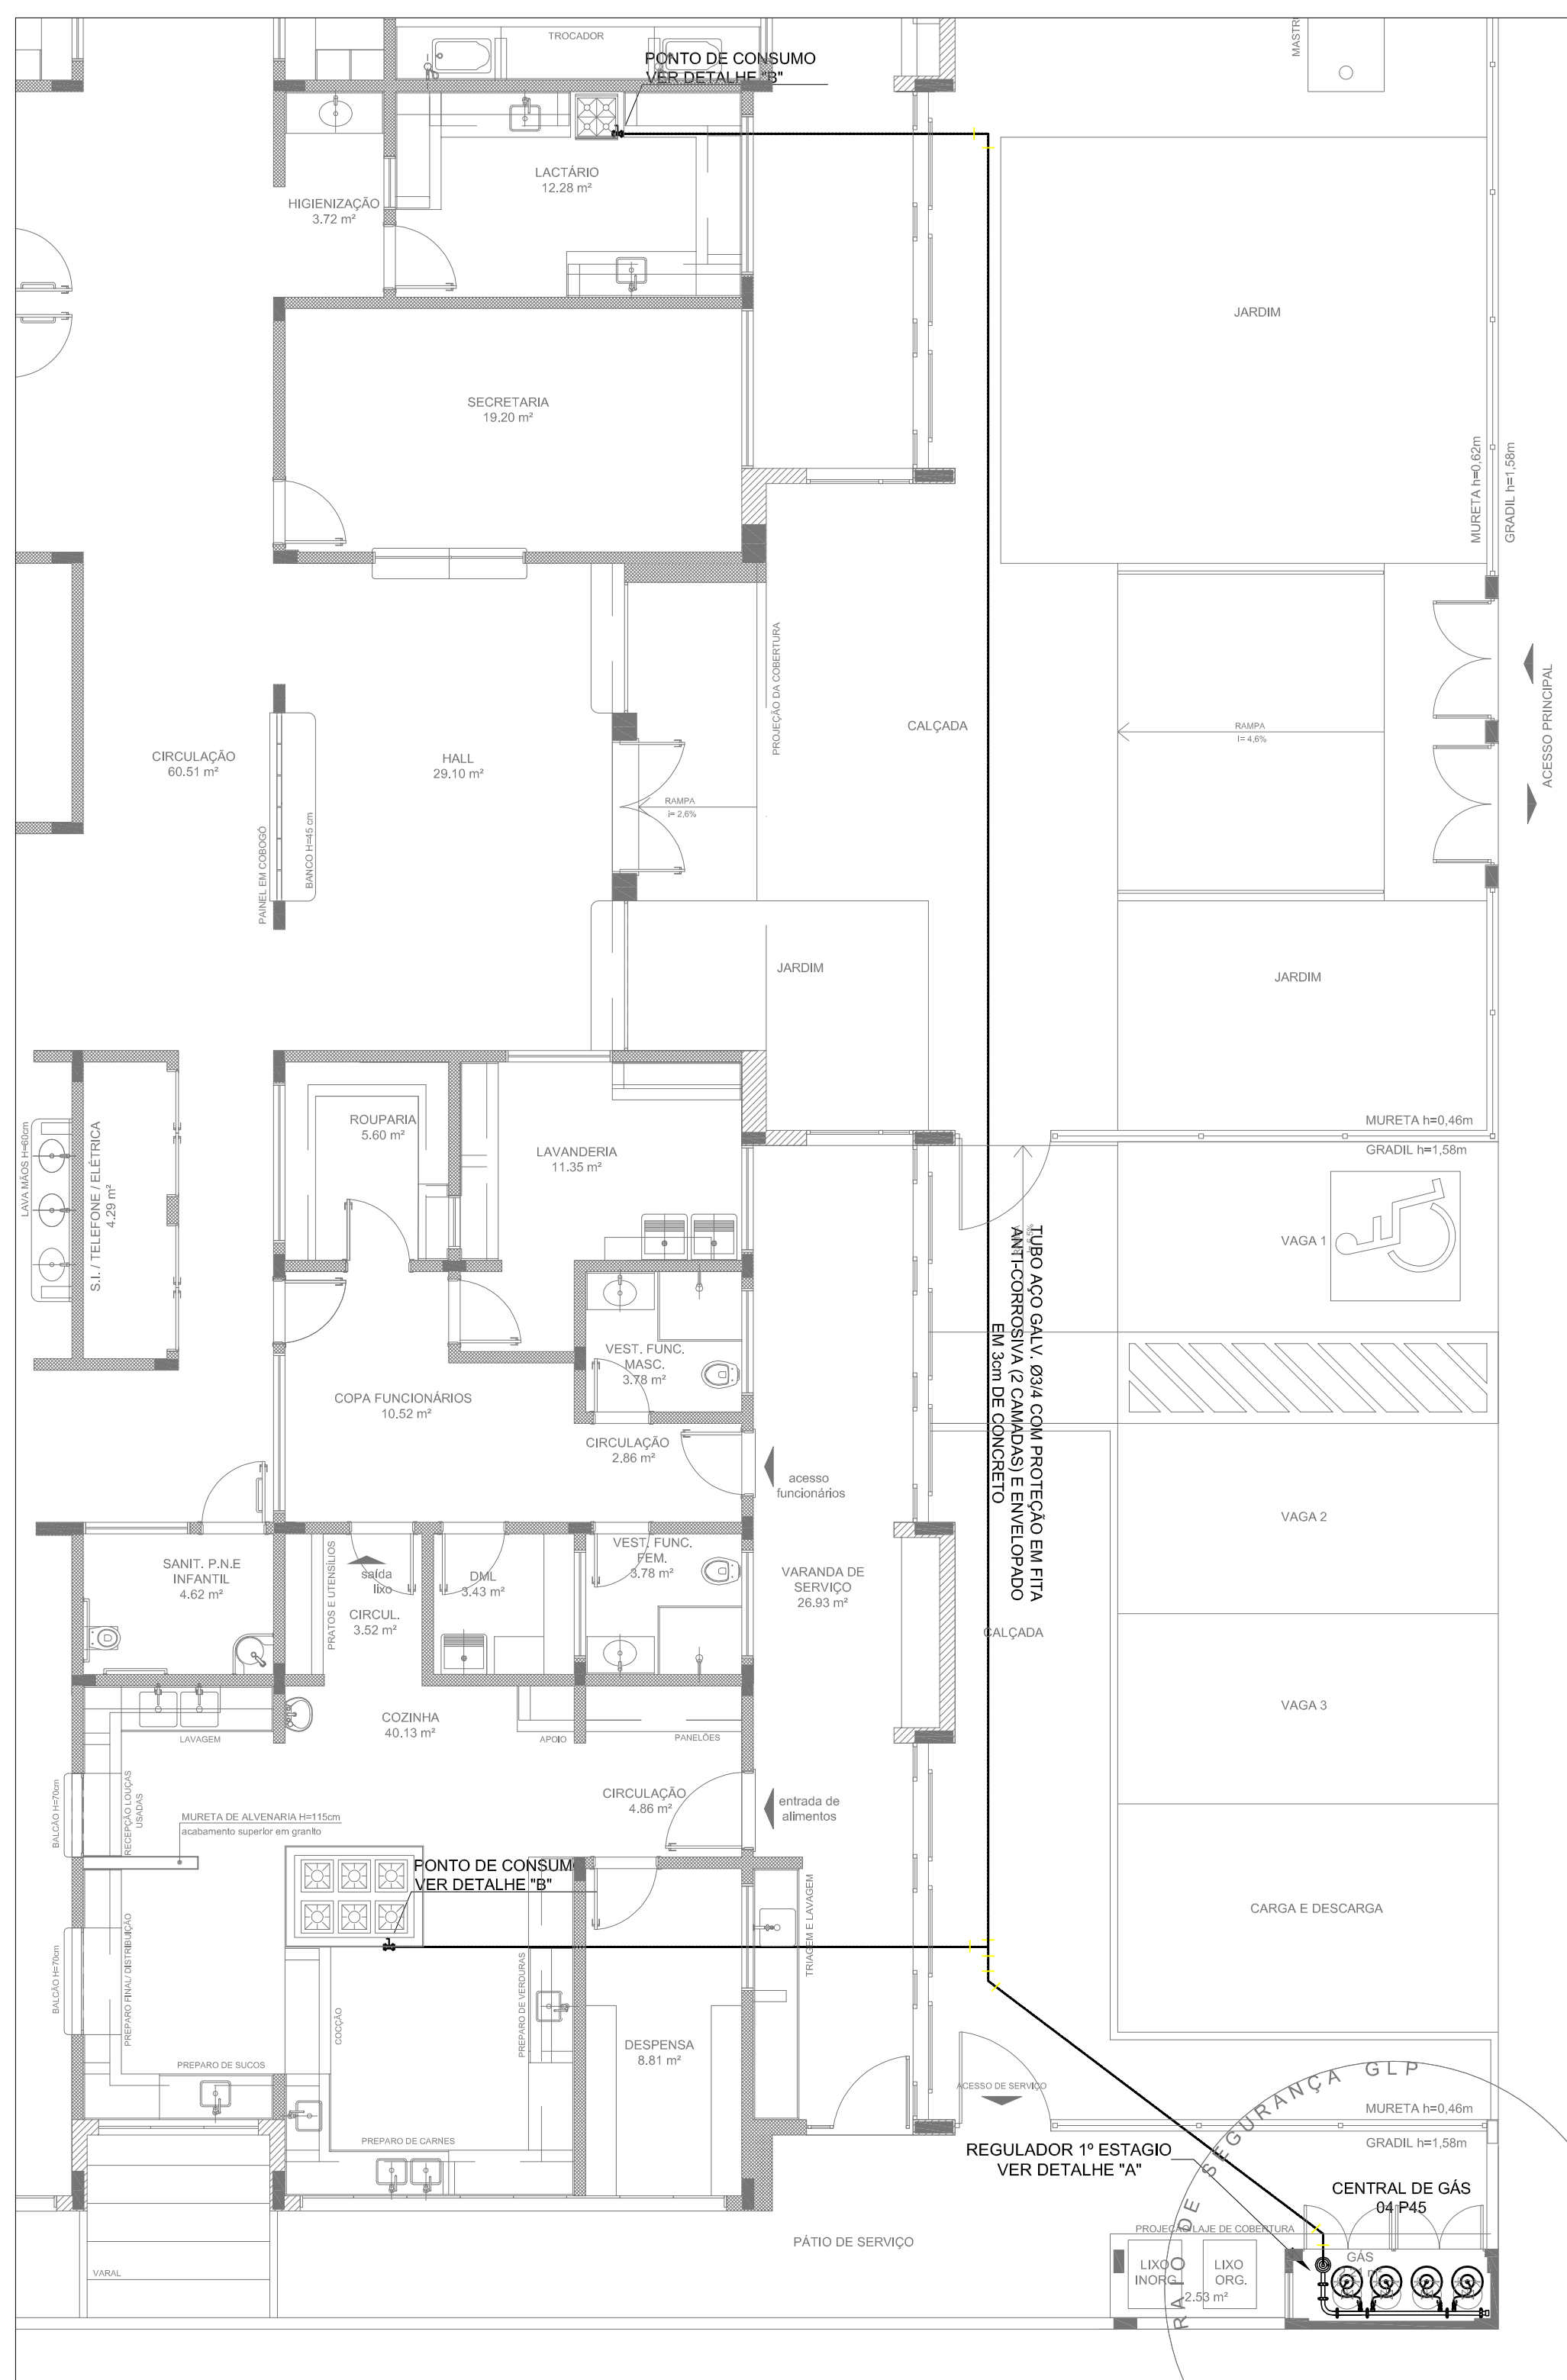 TROCADOR
PONTO DE CONSUMO
VER DETALHE "B"
LACTÁRIO
12.28 m²
HIGIENIZAÇÃO
3.72 m²
JARDIM
SECRETARIA
19.20 m²
MURETA h=0,62m
GRADIL h=1,58m
PROJEÇÃO DA COBERTURA
CALÇADA
RAMPA
i= 4,6%
ACESSO PRINCIPAL
CIRCULAÇÃO
60.51 m²
HALL
29.10 m²
RAMPA
i= 2,6%
PAINEL EM COBOGÓ
BANCO H=45 cm
JARDIM
JARDIM
LAVA MÃOS H=60cm
S.I. / TELEFONE / ELÉTRICA
4.29 m²
ROUPARIA
5.60 m²
LAVANDERIA
11.35 m²
MURETA h=0,46m
GRADIL h=1,58m
VAGA 1
TUBO AÇO GALV. Ø3/4 COM PROTEÇÃO EM FITA
ANTI-CORROSIVA (2 CAMADAS) E ENVELOPADO
EM 3cm DE CONCRETO
VEST. FUNC.
MASC.
3.78 m²
COPA FUNCIONÁRIOS
10.52 m²
CIRCULAÇÃO
2.86 m²
acesso
funcionários
VAGA 2
SANIT. P.N.E
INFANTIL
4.62 m²
PRATOS E UTENSÍLIOS
saída
lixo
CIRCUL.
3.52 m²
DML
3.43 m²
VEST. FUNC.
FEM.
3.78 m²
VARANDA DE
SERVIÇO
26.93 m²
CALÇADA
VAGA 3
LAVAGEM
COZINHA
40.13 m²
APOIO
PANELÕES
BALCÃO H=70cm
RECEPÇÃO LOUÇAS
USADAS
MURETA DE ALVENARIA H=115cm
acabamento superior em granito
CIRCULAÇÃO
4.86 m²
entrada de
alimentos
PONTO DE CONSUM
VER DETALHE "B"
CARGA E DESCARGA
BALCÃO H=70cm
PREPARO FINAL/ DISTRIBUIÇÃO
COCÇÃO
PREPARO DE VERDURAS
TRIAGEM E LAVAGEM
DESPENSA
8.81 m²
PREPARO DE SUCOS
PREPARO DE CARNES
ACESSO DE SERVIÇO
RAIO DE SEGURANÇA GLP
MURETA h=0,46m
GRADIL h=1,58m
REGULADOR 1º ESTAGIO
VER DETALHE "A"
CENTRAL DE GÁS
04 P45
PROJEÇÃO LAJE DE COBERTURA
PÁTIO DE SERVIÇO
VARAL
LIXO
INORG.
LIXO
ORG.
2.53 m²
GÁS